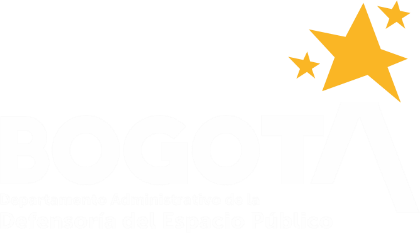 BOGOTÁ
Departamento Administrativo de la
Defensoría del Espacio Público